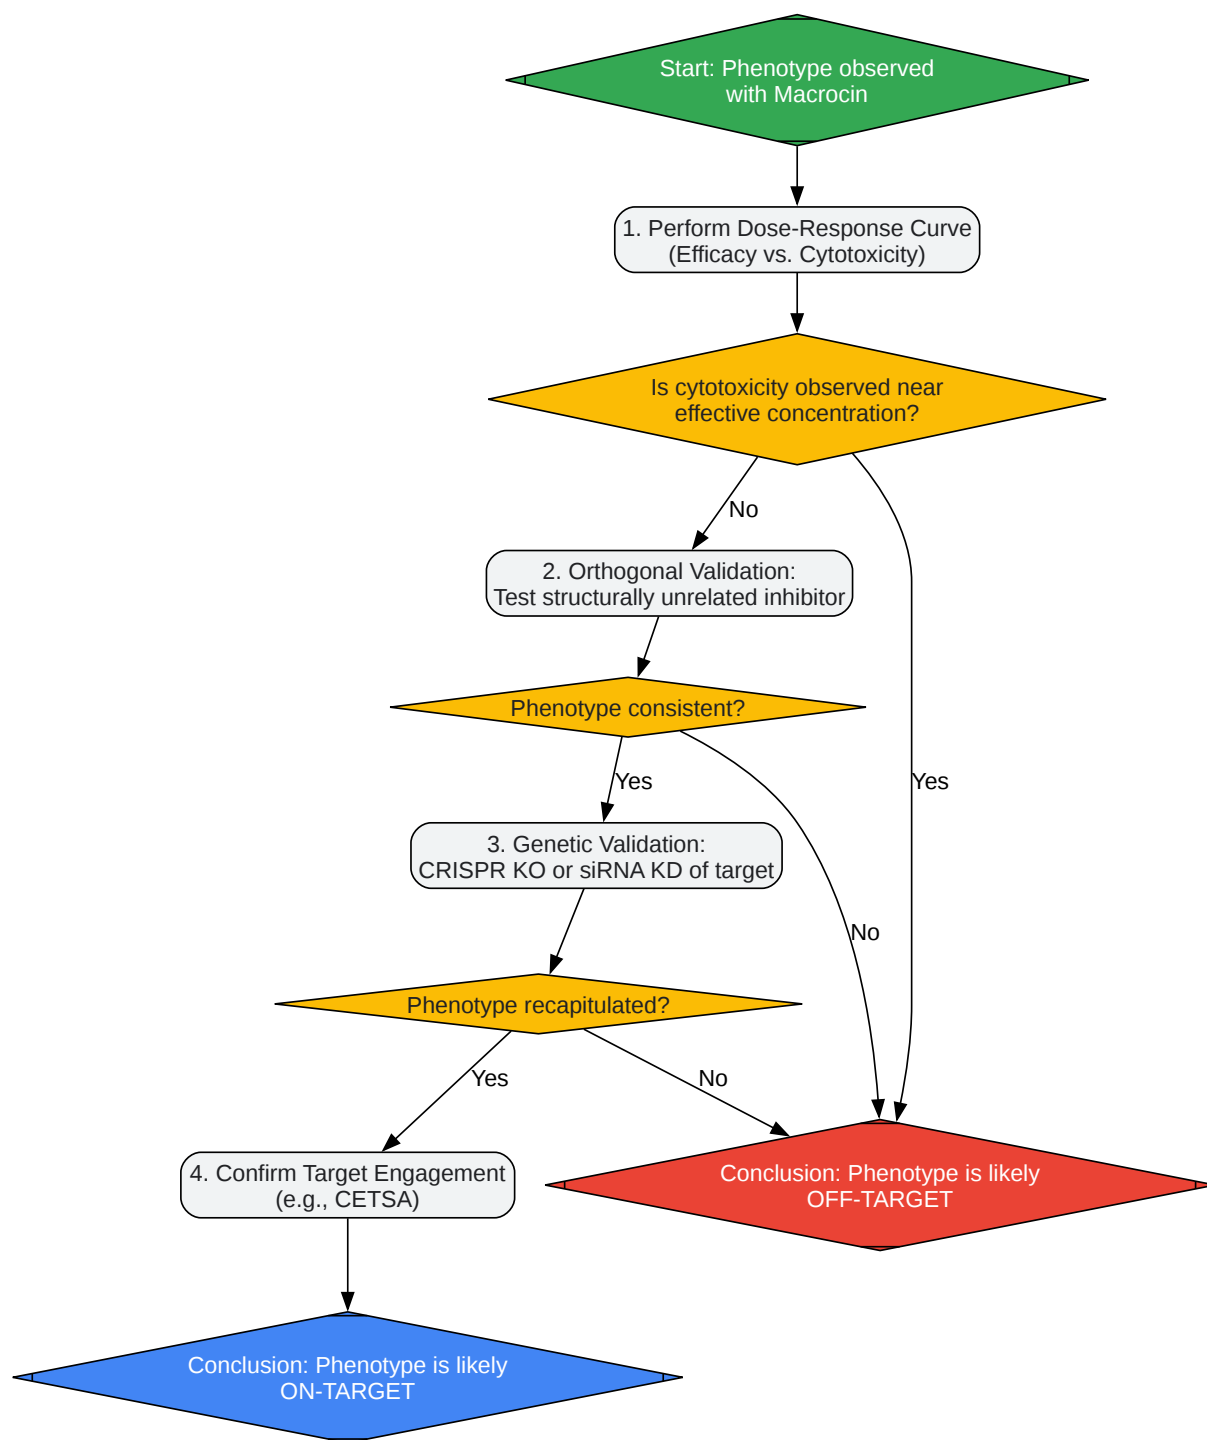 Start: Phenotype observed
with Macrocin
1. Perform Dose-Response Curve
(Efficacy vs. Cytotoxicity)
Is cytotoxicity observed near
effective concentration?
No
2. Orthogonal Validation:
Test structurally unrelated inhibitor
Phenotype consistent?
Yes
Yes
3. Genetic Validation:
CRISPR KO or siRNA KD of target
No
Phenotype recapitulated?
Yes
No
4. Confirm Target Engagement
(e.g., CETSA)
Conclusion: Phenotype is likely
OFF-TARGET
Conclusion: Phenotype is likely
ON-TARGET